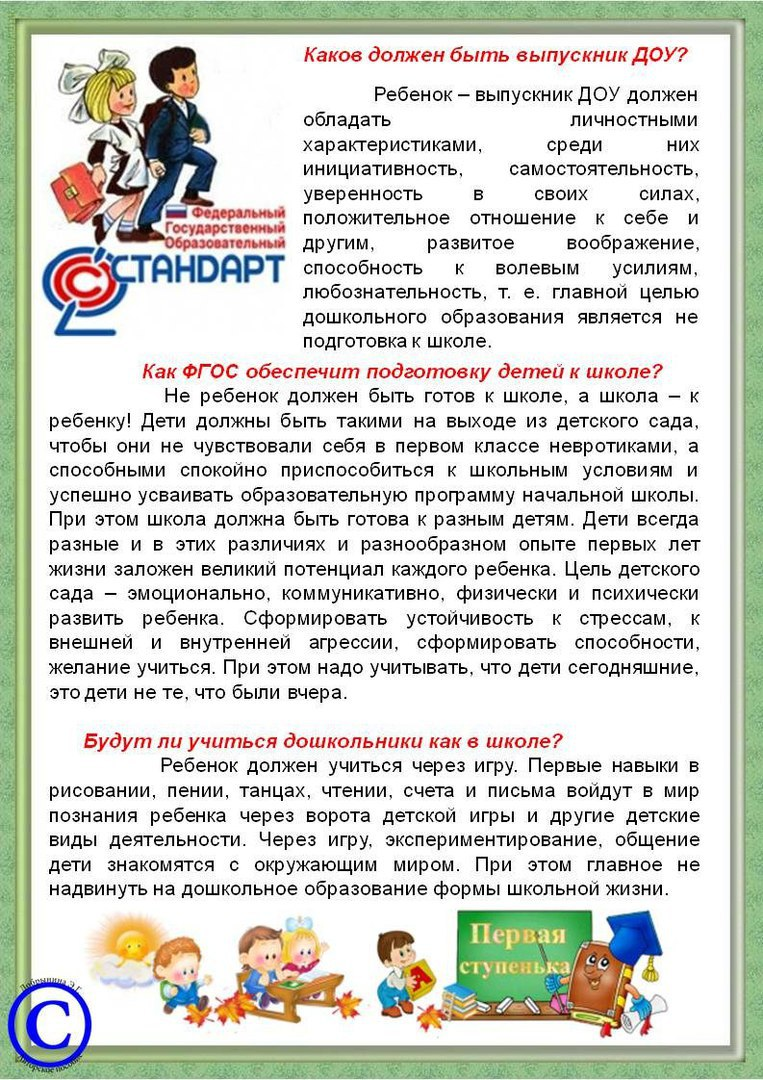 Каков должен быть выпускник ДОУ?
Ребенок – выпускник ДОУ должен
обладать личностными
характеристиками, среди них
инициативность, самостоятельность,
уверенность в своих силах,
положительное отношение к себе и
другим, развитое воображение,
способность к волевым усилиям,
любознательность, т. е. главной целью
дошкольного образования является не
подготовка к школе.
Федеральный
Государственный
Образовательный
СТАНДАРТ
Как ФГОС обеспечит подготовку детей к школе?
Не ребенок должен быть готов к школе, а школа – к
ребенку! Дети должны быть такими на выходе из детского сада,
чтобы они не чувствовали себя в первом классе невротиками, а
способными спокойно приспособиться к школьным условиям и
успешно усваивать образовательную программу начальной школы.
При этом школа должна быть готова к разным детям. Дети всегда
разные и в этих различиях и разнообразном опыте первых лет
жизни заложен великий потенциал каждого ребенка. Цель детского
сада – эмоционально, коммуникативно, физически и психически
развить ребенка. Сформировать устойчивость к стрессам, к
внешней и внутренней агрессии, сформировать способности,
желание учиться. При этом надо учитывать, что дети сегодняшние,
это дети не те, что были вчера.
Будут ли учиться дошкольники как в школе?
Ребенок должен учиться через игру. Первые навыки в
рисовании, пении, танцах, чтении, счета и письма войдут в мир
познания ребенка через ворота детской игры и другие детские
виды деятельности. Через игру, экспериментирование, общение
дети знакомятся с окружающим миром. При этом главное не
надвинуть на дошкольное образование формы школьной жизни.
Первая
ступенька
Добрынина Э.Г.
C
Авторское пособие